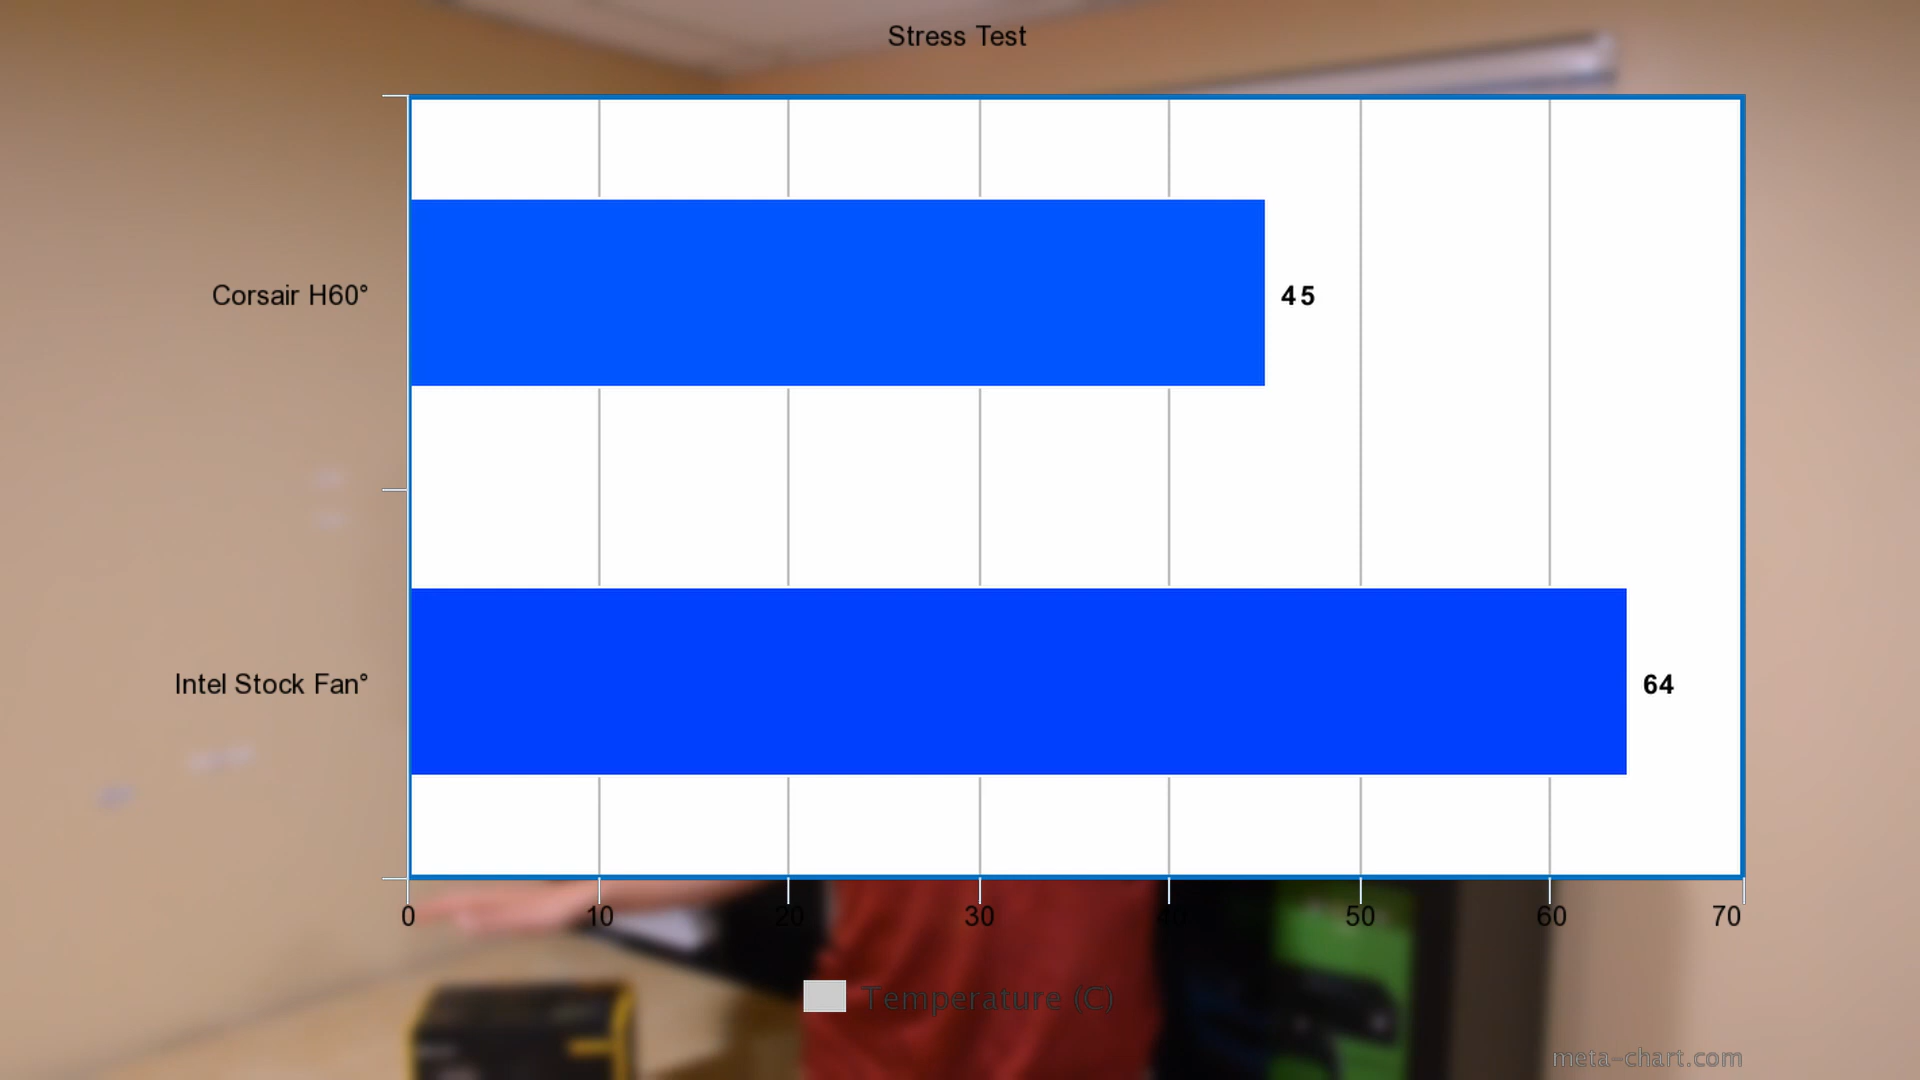 Stress Test
Corsair H60°
45
Intel Stock Fan°
64
0 10 20 30 40 50 60 70
Temperature (C)
meta-chart.com